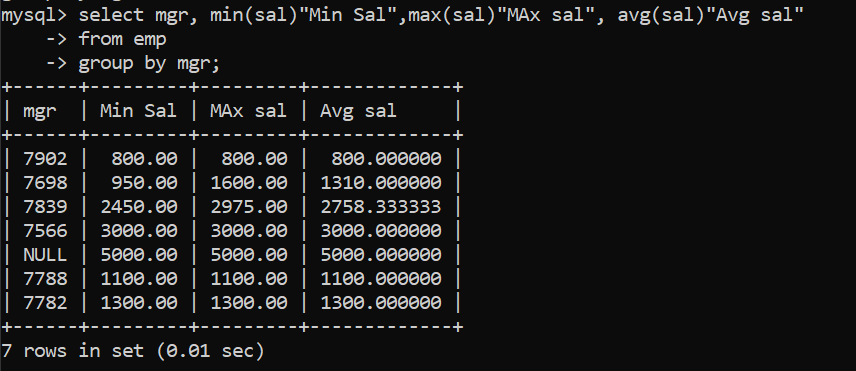 mysql> select mgr, min(sal)"Min Sal",max(sal)"MAx sal", avg(sal)"Avg sal"
    -> from emp
    -> group by mgr;
+------+---------+---------+-------------+
| mgr  | Min Sal | MAx sal | Avg sal     |
+------+---------+---------+-------------+
| 7902 |  800.00 |  800.00 |  800.000000 |
| 7698 |  950.00 | 1600.00 | 1310.000000 |
| 7839 | 2450.00 | 2975.00 | 2758.333333 |
| 7566 | 3000.00 | 3000.00 | 3000.000000 |
| NULL | 5000.00 | 5000.00 | 5000.000000 |
| 7788 | 1100.00 | 1100.00 | 1100.000000 |
| 7782 | 1300.00 | 1300.00 | 1300.000000 |
+------+---------+---------+-------------+
7 rows in set (0.01 sec)